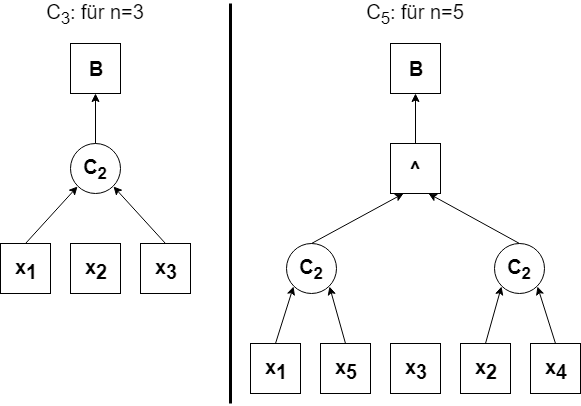 C₃: für n=3
B
C₂
x₁ x₂ x₃
C₅: für n=5
B
^
C₂ C₂
x₁ x₅ x₃ x₂ x₄